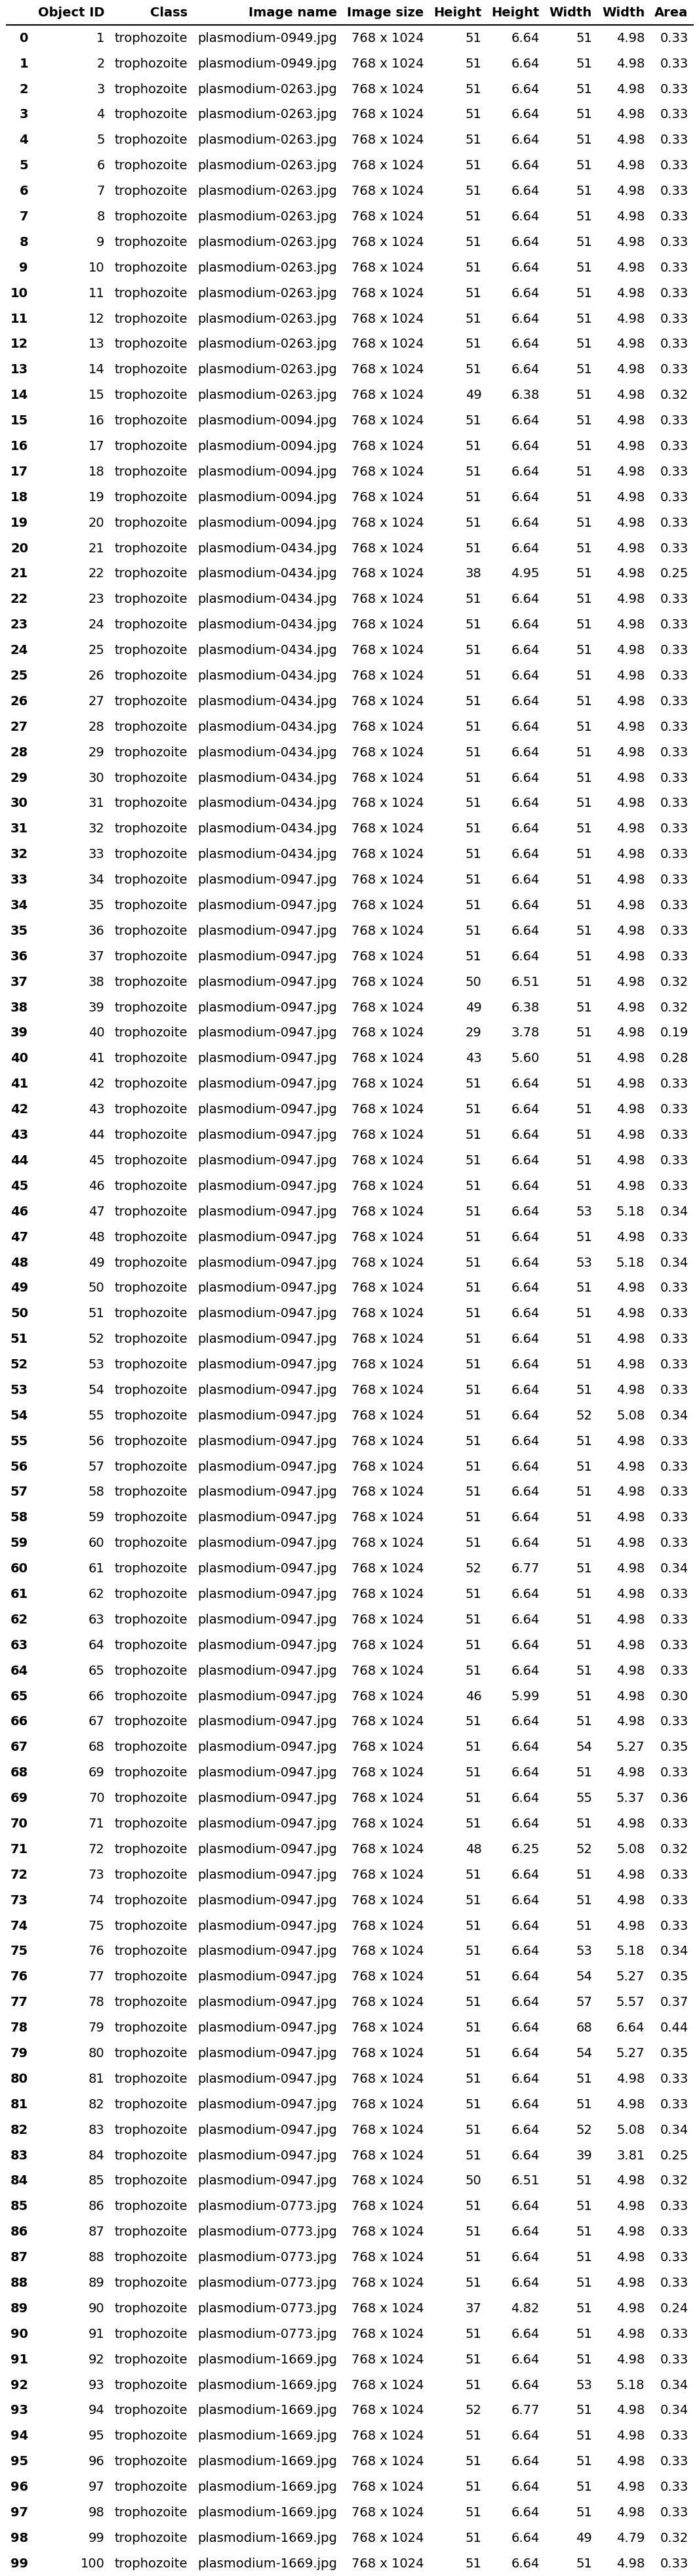 Object ID Class Image name Image size Height Height Width Width Area
0 1 trophozoite plasmodium-0949.jpg 768 x 1024 51 6.64 51 4.98 0.33
1 2 trophozoite plasmodium-0949.jpg 768 x 1024 51 6.64 51 4.98 0.33
2 3 trophozoite plasmodium-0263.jpg 768 x 1024 51 6.64 51 4.98 0.33
3 4 trophozoite plasmodium-0263.jpg 768 x 1024 51 6.64 51 4.98 0.33
4 5 trophozoite plasmodium-0263.jpg 768 x 1024 51 6.64 51 4.98 0.33
5 6 trophozoite plasmodium-0263.jpg 768 x 1024 51 6.64 51 4.98 0.33
6 7 trophozoite plasmodium-0263.jpg 768 x 1024 51 6.64 51 4.98 0.33
7 8 trophozoite plasmodium-0263.jpg 768 x 1024 51 6.64 51 4.98 0.33
8 9 trophozoite plasmodium-0263.jpg 768 x 1024 51 6.64 51 4.98 0.33
9 10 trophozoite plasmodium-0263.jpg 768 x 1024 51 6.64 51 4.98 0.33
10 11 trophozoite plasmodium-0263.jpg 768 x 1024 51 6.64 51 4.98 0.33
11 12 trophozoite plasmodium-0263.jpg 768 x 1024 51 6.64 51 4.98 0.33
12 13 trophozoite plasmodium-0263.jpg 768 x 1024 51 6.64 51 4.98 0.33
13 14 trophozoite plasmodium-0263.jpg 768 x 1024 51 6.64 51 4.98 0.33
14 15 trophozoite plasmodium-0263.jpg 768 x 1024 49 6.38 51 4.98 0.32
15 16 trophozoite plasmodium-0094.jpg 768 x 1024 51 6.64 51 4.98 0.33
16 17 trophozoite plasmodium-0094.jpg 768 x 1024 51 6.64 51 4.98 0.33
17 18 trophozoite plasmodium-0094.jpg 768 x 1024 51 6.64 51 4.98 0.33
18 19 trophozoite plasmodium-0094.jpg 768 x 1024 51 6.64 51 4.98 0.33
19 20 trophozoite plasmodium-0094.jpg 768 x 1024 51 6.64 51 4.98 0.33
20 21 trophozoite plasmodium-0434.jpg 768 x 1024 51 6.64 51 4.98 0.33
21 22 trophozoite plasmodium-0434.jpg 768 x 1024 38 4.95 51 4.98 0.25
22 23 trophozoite plasmodium-0434.jpg 768 x 1024 51 6.64 51 4.98 0.33
23 24 trophozoite plasmodium-0434.jpg 768 x 1024 51 6.64 51 4.98 0.33
24 25 trophozoite plasmodium-0434.jpg 768 x 1024 51 6.64 51 4.98 0.33
25 26 trophozoite plasmodium-0434.jpg 768 x 1024 51 6.64 51 4.98 0.33
26 27 trophozoite plasmodium-0434.jpg 768 x 1024 51 6.64 51 4.98 0.33
27 28 trophozoite plasmodium-0434.jpg 768 x 1024 51 6.64 51 4.98 0.33
28 29 trophozoite plasmodium-0434.jpg 768 x 1024 51 6.64 51 4.98 0.33
29 30 trophozoite plasmodium-0434.jpg 768 x 1024 51 6.64 51 4.98 0.33
30 31 trophozoite plasmodium-0434.jpg 768 x 1024 51 6.64 51 4.98 0.33
31 32 trophozoite plasmodium-0434.jpg 768 x 1024 51 6.64 51 4.98 0.33
32 33 trophozoite plasmodium-0434.jpg 768 x 1024 51 6.64 51 4.98 0.33
33 34 trophozoite plasmodium-0947.jpg 768 x 1024 51 6.64 51 4.98 0.33
34 35 trophozoite plasmodium-0947.jpg 768 x 1024 51 6.64 51 4.98 0.33
35 36 trophozoite plasmodium-0947.jpg 768 x 1024 51 6.64 51 4.98 0.33
36 37 trophozoite plasmodium-0947.jpg 768 x 1024 51 6.64 51 4.98 0.33
37 38 trophozoite plasmodium-0947.jpg 768 x 1024 50 6.51 51 4.98 0.32
38 39 trophozoite plasmodium-0947.jpg 768 x 1024 49 6.38 51 4.98 0.32
39 40 trophozoite plasmodium-0947.jpg 768 x 1024 29 3.78 51 4.98 0.19
40 41 trophozoite plasmodium-0947.jpg 768 x 1024 43 5.60 51 4.98 0.28
41 42 trophozoite plasmodium-0947.jpg 768 x 1024 51 6.64 51 4.98 0.33
42 43 trophozoite plasmodium-0947.jpg 768 x 1024 51 6.64 51 4.98 0.33
43 44 trophozoite plasmodium-0947.jpg 768 x 1024 51 6.64 51 4.98 0.33
44 45 trophozoite plasmodium-0947.jpg 768 x 1024 51 6.64 51 4.98 0.33
45 46 trophozoite plasmodium-0947.jpg 768 x 1024 51 6.64 51 4.98 0.33
46 47 trophozoite plasmodium-0947.jpg 768 x 1024 51 6.64 53 5.18 0.34
47 48 trophozoite plasmodium-0947.jpg 768 x 1024 51 6.64 51 4.98 0.33
48 49 trophozoite plasmodium-0947.jpg 768 x 1024 51 6.64 53 5.18 0.34
49 50 trophozoite plasmodium-0947.jpg 768 x 1024 51 6.64 51 4.98 0.33
50 51 trophozoite plasmodium-0947.jpg 768 x 1024 51 6.64 51 4.98 0.33
51 52 trophozoite plasmodium-0947.jpg 768 x 1024 51 6.64 51 4.98 0.33
52 53 trophozoite plasmodium-0947.jpg 768 x 1024 51 6.64 51 4.98 0.33
53 54 trophozoite plasmodium-0947.jpg 768 x 1024 51 6.64 51 4.98 0.33
54 55 trophozoite plasmodium-0947.jpg 768 x 1024 51 6.64 52 5.08 0.34
55 56 trophozoite plasmodium-0947.jpg 768 x 1024 51 6.64 51 4.98 0.33
56 57 trophozoite plasmodium-0947.jpg 768 x 1024 51 6.64 51 4.98 0.33
57 58 trophozoite plasmodium-0947.jpg 768 x 1024 51 6.64 51 4.98 0.33
58 59 trophozoite plasmodium-0947.jpg 768 x 1024 51 6.64 51 4.98 0.33
59 60 trophozoite plasmodium-0947.jpg 768 x 1024 51 6.64 51 4.98 0.33
60 61 trophozoite plasmodium-0947.jpg 768 x 1024 52 6.77 51 4.98 0.34
61 62 trophozoite plasmodium-0947.jpg 768 x 1024 51 6.64 51 4.98 0.33
62 63 trophozoite plasmodium-0947.jpg 768 x 1024 51 6.64 51 4.98 0.33
63 64 trophozoite plasmodium-0947.jpg 768 x 1024 51 6.64 51 4.98 0.33
64 65 trophozoite plasmodium-0947.jpg 768 x 1024 51 6.64 51 4.98 0.33
65 66 trophozoite plasmodium-0947.jpg 768 x 1024 46 5.99 51 4.98 0.30
66 67 trophozoite plasmodium-0947.jpg 768 x 1024 51 6.64 51 4.98 0.33
67 68 trophozoite plasmodium-0947.jpg 768 x 1024 51 6.64 54 5.27 0.35
68 69 trophozoite plasmodium-0947.jpg 768 x 1024 51 6.64 51 4.98 0.33
69 70 trophozoite plasmodium-0947.jpg 768 x 1024 51 6.64 55 5.37 0.36
70 71 trophozoite plasmodium-0947.jpg 768 x 1024 51 6.64 51 4.98 0.33
71 72 trophozoite plasmodium-0947.jpg 768 x 1024 48 6.25 52 5.08 0.32
72 73 trophozoite plasmodium-0947.jpg 768 x 1024 51 6.64 51 4.98 0.33
73 74 trophozoite plasmodium-0947.jpg 768 x 1024 51 6.64 51 4.98 0.33
74 75 trophozoite plasmodium-0947.jpg 768 x 1024 51 6.64 51 4.98 0.33
75 76 trophozoite plasmodium-0947.jpg 768 x 1024 51 6.64 53 5.18 0.34
76 77 trophozoite plasmodium-0947.jpg 768 x 1024 51 6.64 54 5.27 0.35
77 78 trophozoite plasmodium-0947.jpg 768 x 1024 51 6.64 57 5.57 0.37
78 79 trophozoite plasmodium-0947.jpg 768 x 1024 51 6.64 68 6.64 0.44
79 80 trophozoite plasmodium-0947.jpg 768 x 1024 51 6.64 54 5.27 0.35
80 81 trophozoite plasmodium-0947.jpg 768 x 1024 51 6.64 51 4.98 0.33
81 82 trophozoite plasmodium-0947.jpg 768 x 1024 51 6.64 51 4.98 0.33
82 83 trophozoite plasmodium-0947.jpg 768 x 1024 51 6.64 52 5.08 0.34
83 84 trophozoite plasmodium-0947.jpg 768 x 1024 51 6.64 39 3.81 0.25
84 85 trophozoite plasmodium-0947.jpg 768 x 1024 50 6.51 51 4.98 0.32
85 86 trophozoite plasmodium-0773.jpg 768 x 1024 51 6.64 51 4.98 0.33
86 87 trophozoite plasmodium-0773.jpg 768 x 1024 51 6.64 51 4.98 0.33
87 88 trophozoite plasmodium-0773.jpg 768 x 1024 51 6.64 51 4.98 0.33
88 89 trophozoite plasmodium-0773.jpg 768 x 1024 51 6.64 51 4.98 0.33
89 90 trophozoite plasmodium-0773.jpg 768 x 1024 37 4.82 51 4.98 0.24
90 91 trophozoite plasmodium-0773.jpg 768 x 1024 51 6.64 51 4.98 0.33
91 92 trophozoite plasmodium-1669.jpg 768 x 1024 51 6.64 51 4.98 0.33
92 93 trophozoite plasmodium-1669.jpg 768 x 1024 51 6.64 53 5.18 0.34
93 94 trophozoite plasmodium-1669.jpg 768 x 1024 52 6.77 51 4.98 0.34
94 95 trophozoite plasmodium-1669.jpg 768 x 1024 51 6.64 51 4.98 0.33
95 96 trophozoite plasmodium-1669.jpg 768 x 1024 51 6.64 51 4.98 0.33
96 97 trophozoite plasmodium-1669.jpg 768 x 1024 51 6.64 51 4.98 0.33
97 98 trophozoite plasmodium-1669.jpg 768 x 1024 51 6.64 51 4.98 0.33
98 99 trophozoite plasmodium-1669.jpg 768 x 1024 51 6.64 49 4.79 0.32
99 100 trophozoite plasmodium-1669.jpg 768 x 1024 51 6.64 51 4.98 0.33